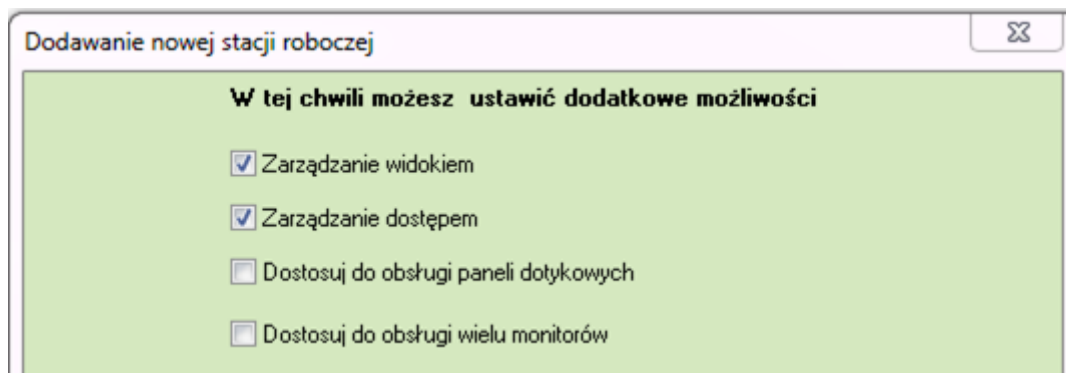 Dodawanie nowej stacji roboczej
W tej chwili możesz ustawić dodatkowe możliwości
Zarządzanie widokiem
Zarządzanie dostępem
Dostosuj do obsługi paneli dotykowych
Dostosuj do obsługi wielu monitorów